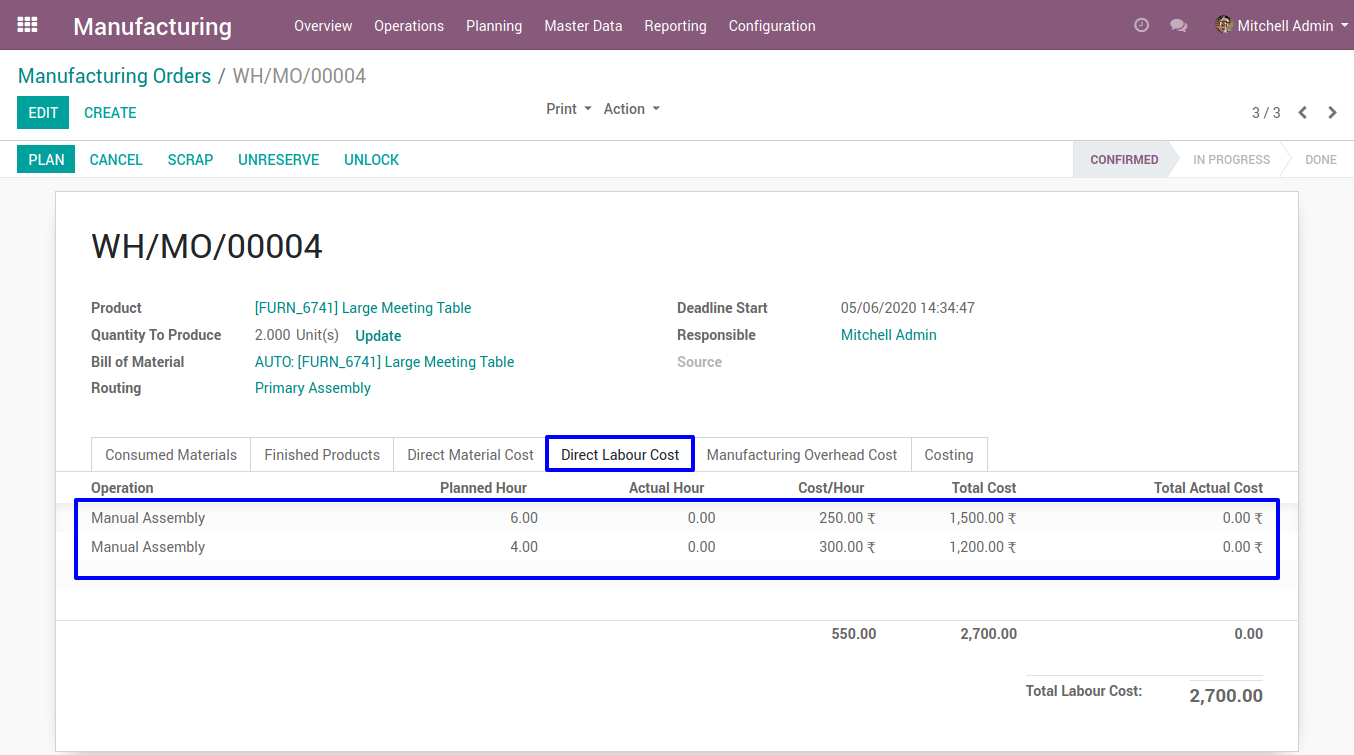 Manufacturing Overview Operations Planning Master Data Reporting Configuration Mitchell Admin
Manufacturing Orders / WH/MO/00004
EDIT CREATE Print Action 3 / 3
PLAN CANCEL SCRAP UNRESERVE UNLOCK CONFIRMED IN PROGRESS DONE
WH/MO/00004
Product [FURN_6741] Large Meeting Table Deadline Start 05/06/2020 14:34:47
Quantity To Produce 2.000 Unit(s) Update Responsible Mitchell Admin
Bill of Material AUTO: [FURN_6741] Large Meeting Table Source
Routing Primary Assembly
Consumed Materials Finished Products Direct Material Cost Direct Labour Cost Manufacturing Overhead Cost Costing
Operation Planned Hour Actual Hour Cost/Hour Total Cost Total Actual Cost
Manual Assembly 6.00 0.00 250.00 ₹ 1,500.00 ₹ 0.00 ₹
Manual Assembly 4.00 0.00 300.00 ₹ 1,200.00 ₹ 0.00 ₹
550.00 2,700.00 0.00
Total Labour Cost: 2,700.00